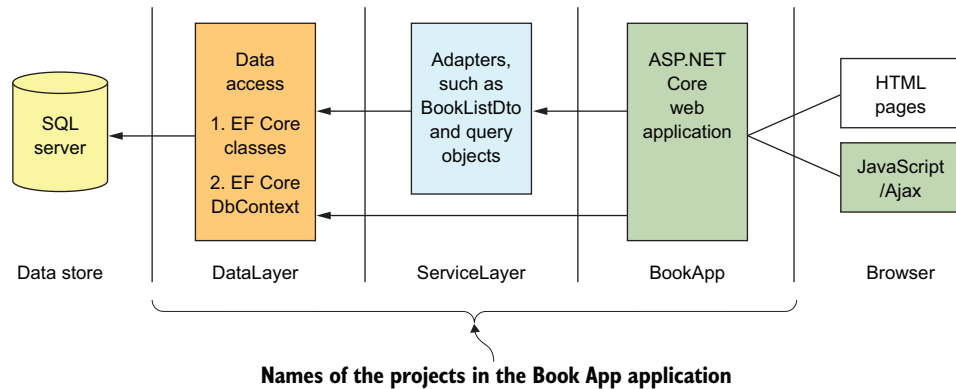 SQL
server
Data
access
1. EF Core
classes
2. EF Core
DbContext
Adapters,
such as
BookListDto
and query
objects
ASP.NET
Core
web
application
HTML
pages
JavaScript
/Ajax
Data store
DataLayer
ServiceLayer
BookApp
Browser
Names of the projects in the Book App application